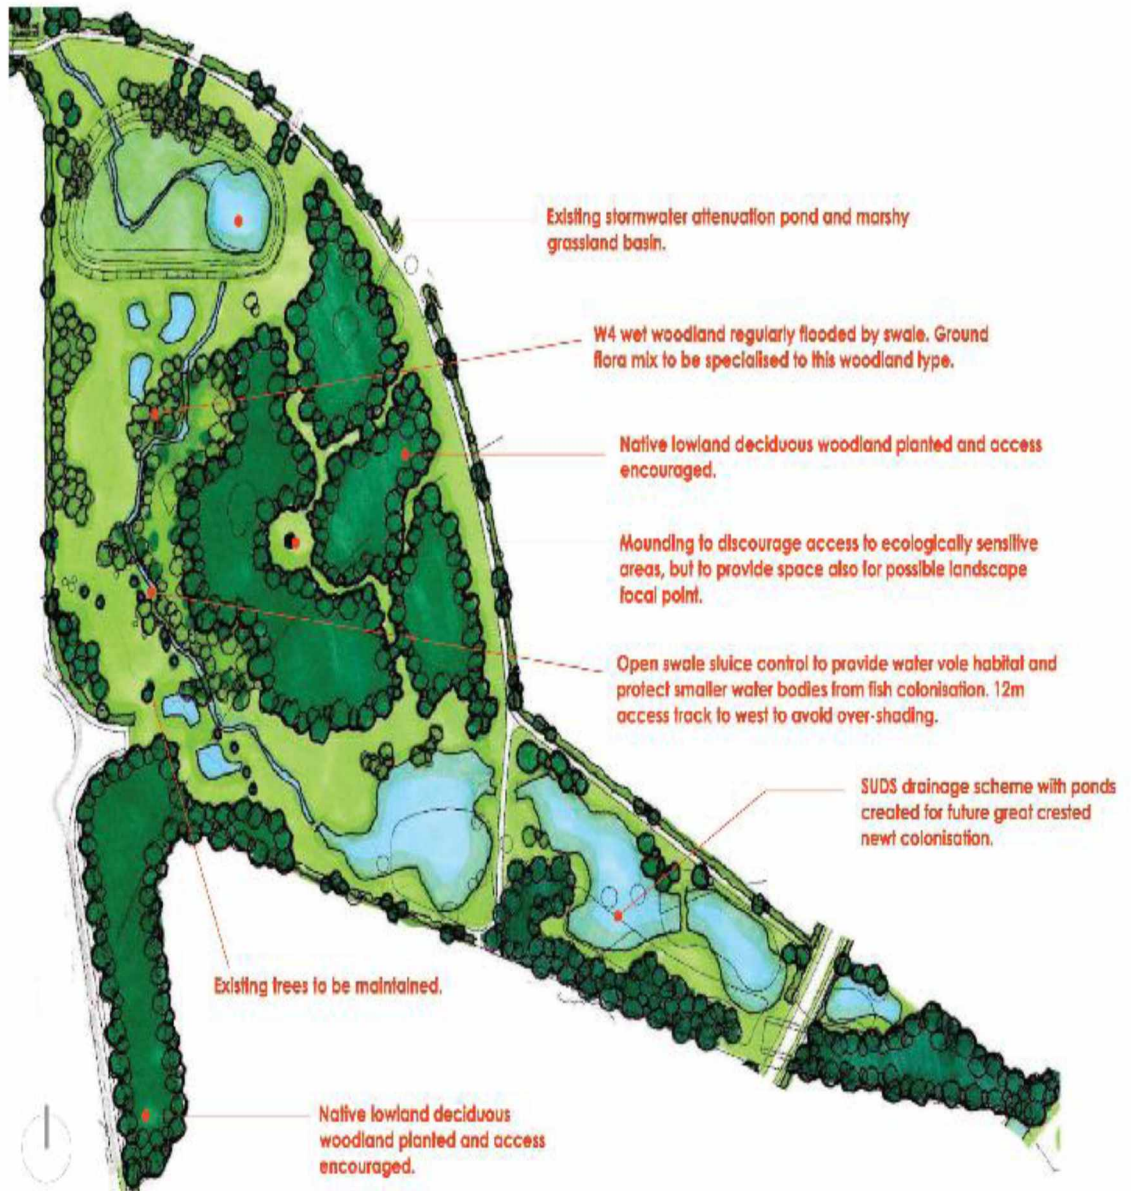 Existing stormwater attenuation pond and marshy
grassland basin.
W4 wet woodland regularly flooded by swale. Ground
flora mix to be specialised to this woodland type.
Native lowland deciduous woodland planted and access
encouraged.
Mounding to discourage access to ecologically sensitive
areas, but to provide space also for possible landscape
focal point.
Open swale sluice control to provide water vole habitat and
protect smaller water bodies from fish colonisation. 12m
access track to west to avoid over-shading.
SUDS drainage scheme with ponds
created for future great crested
newt colonisation.
Existing trees to be maintained.
Native lowland deciduous
woodland planted and access
encouraged.